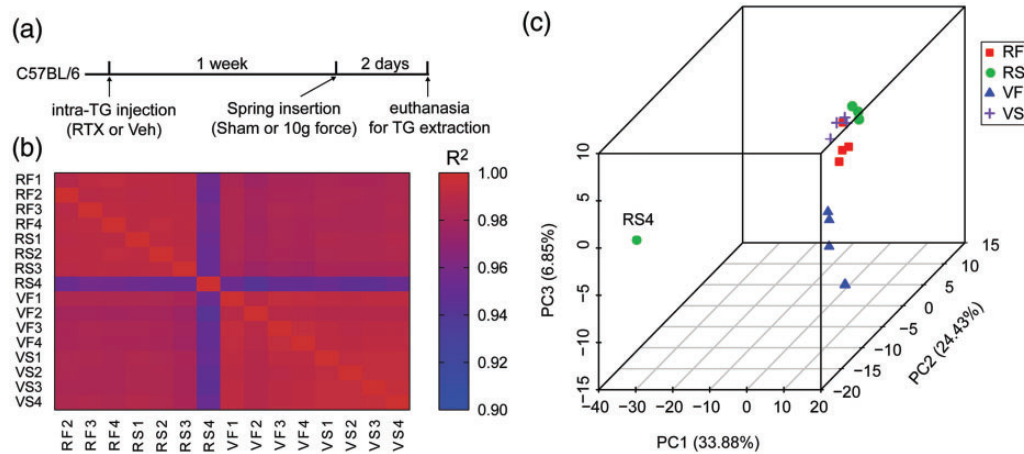 (a)
C57BL/6
1 week
2 days
intra-TG injection
(RTX or Veh)
Spring insertion
(Sham or 10g force)
euthanasia
for TG extraction
(b)
R2
RF1
RF2
RF3
RF4
RS1
RS2
RS3
RS4
VF1
VF2
VF3
VF4
VS1
VS2
VS3
VS4
1.00
0.98
0.96
0.94
0.92
0.90
RF2 RF3 RF4 RS1 RS2 RS3 RS4 VF1 VF2 VF3 VF4 VS1 VS2 VS3 VS4
(c)
RF
RS
VF
VS
RS4
PC3 (6.85%)
10
5
0
−5
−10
−15
−40 −30 −20 −10 0 10 20
PC1 (33.88%)
15
10
5
0
−5
−10
−15
−20
PC2 (24.43%)